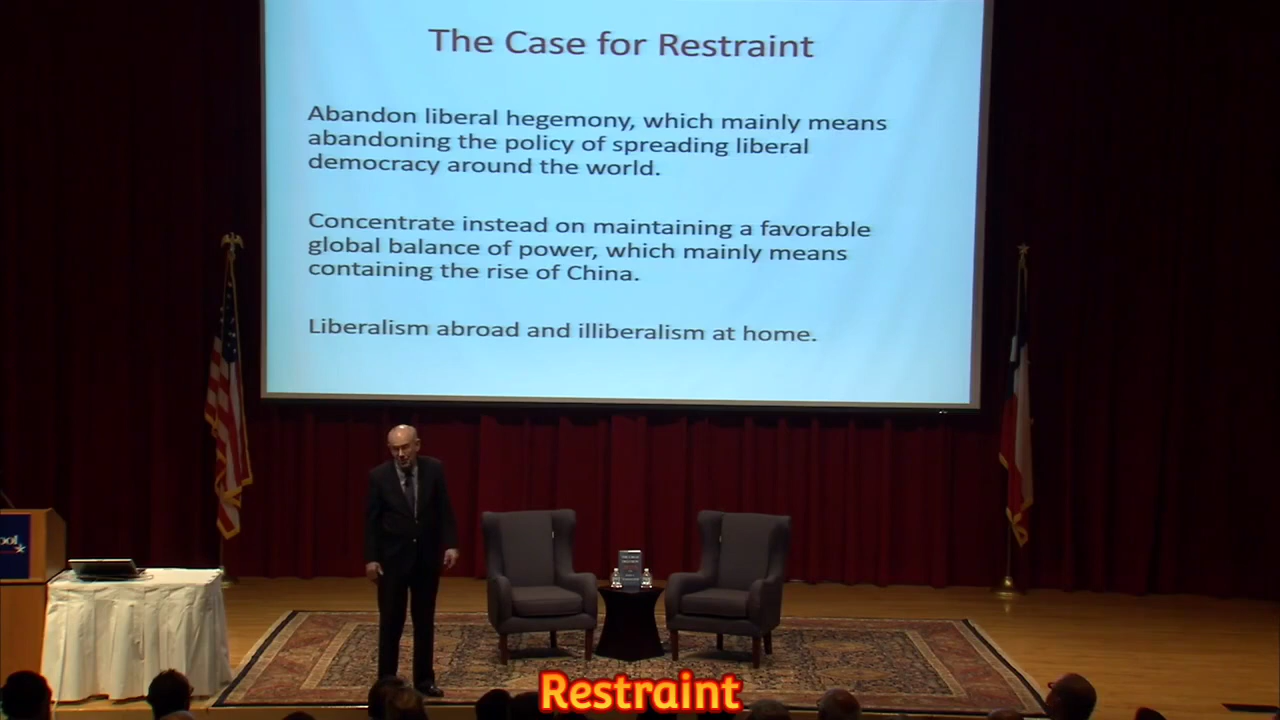 The Case for Restraint
Abandon liberal hegemony, which mainly means
abandoning the policy of spreading liberal
democracy around the world.
Concentrate instead on maintaining a favorable
global balance of power, which mainly means
containing the rise of China.
Liberalism abroad and illiberalism at home.
ool
Restraint